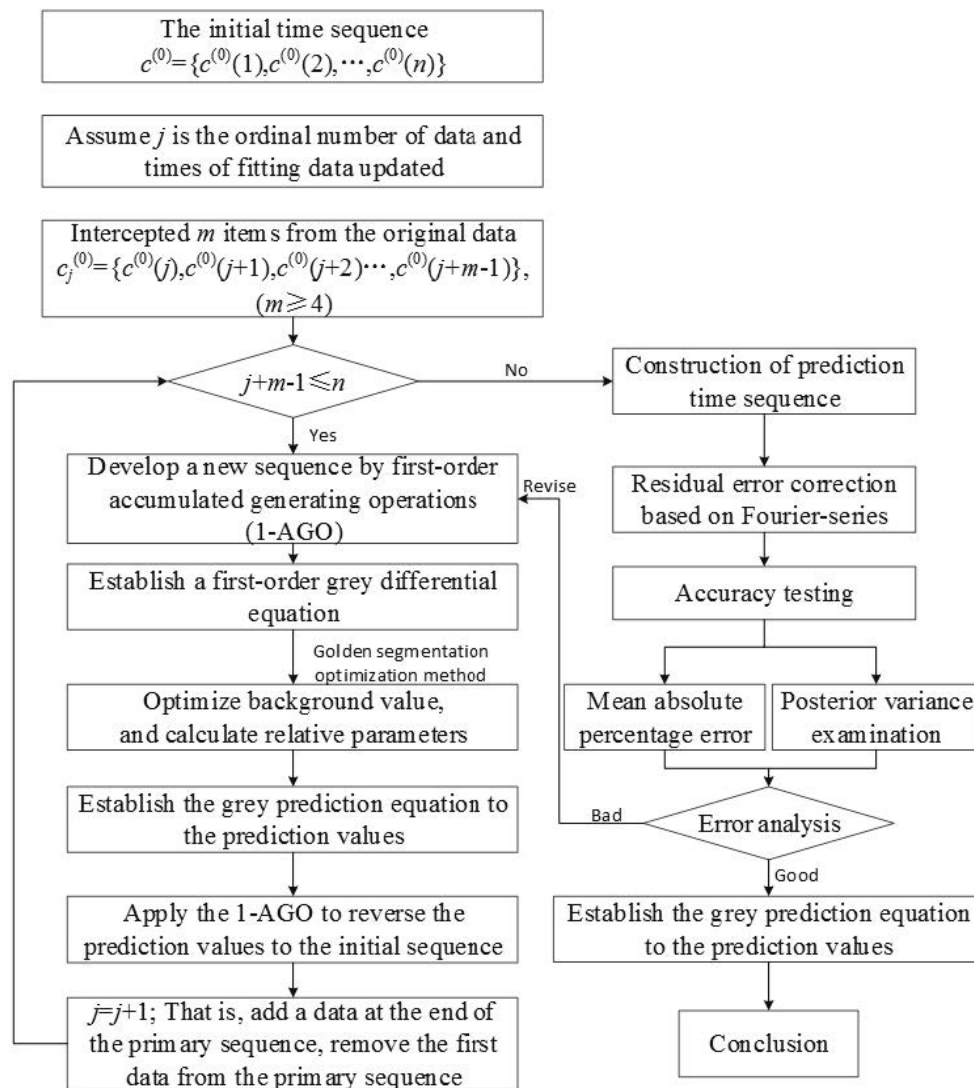 The initial time sequence
c⁽⁰⁾={c⁽⁰⁾(1),c⁽⁰⁾(2),⋯,c⁽⁰⁾(n)}
Assume j is the ordinal number of data and
times of fitting data updated
Intercepted m items from the original data
cⱼ⁽⁰⁾={c⁽⁰⁾(j),c⁽⁰⁾(j+1),c⁽⁰⁾(j+2)⋯,c⁽⁰⁾(j+m-1)},
(m≥4)
j+m-1≤n
No
Yes
Develop a new sequence by first-order
accumulated generating operations
(1-AGO)
Establish a first-order grey differential
equation
Golden segmentation
optimization method
Optimize background value,
and calculate relative parameters
Establish the grey prediction equation to
the prediction values
Apply the 1-AGO to reverse the
prediction values to the initial sequence
j=j+1; That is, add a data at the end of
the primary sequence, remove the first
data from the primary sequence
Construction of prediction
time sequence
Residual error correction
based on Fourier-series
Accuracy testing
Mean absolute
percentage error
Posterior variance
examination
Error analysis
Bad
Revise
Good
Establish the grey prediction equation
to the prediction values
Conclusion